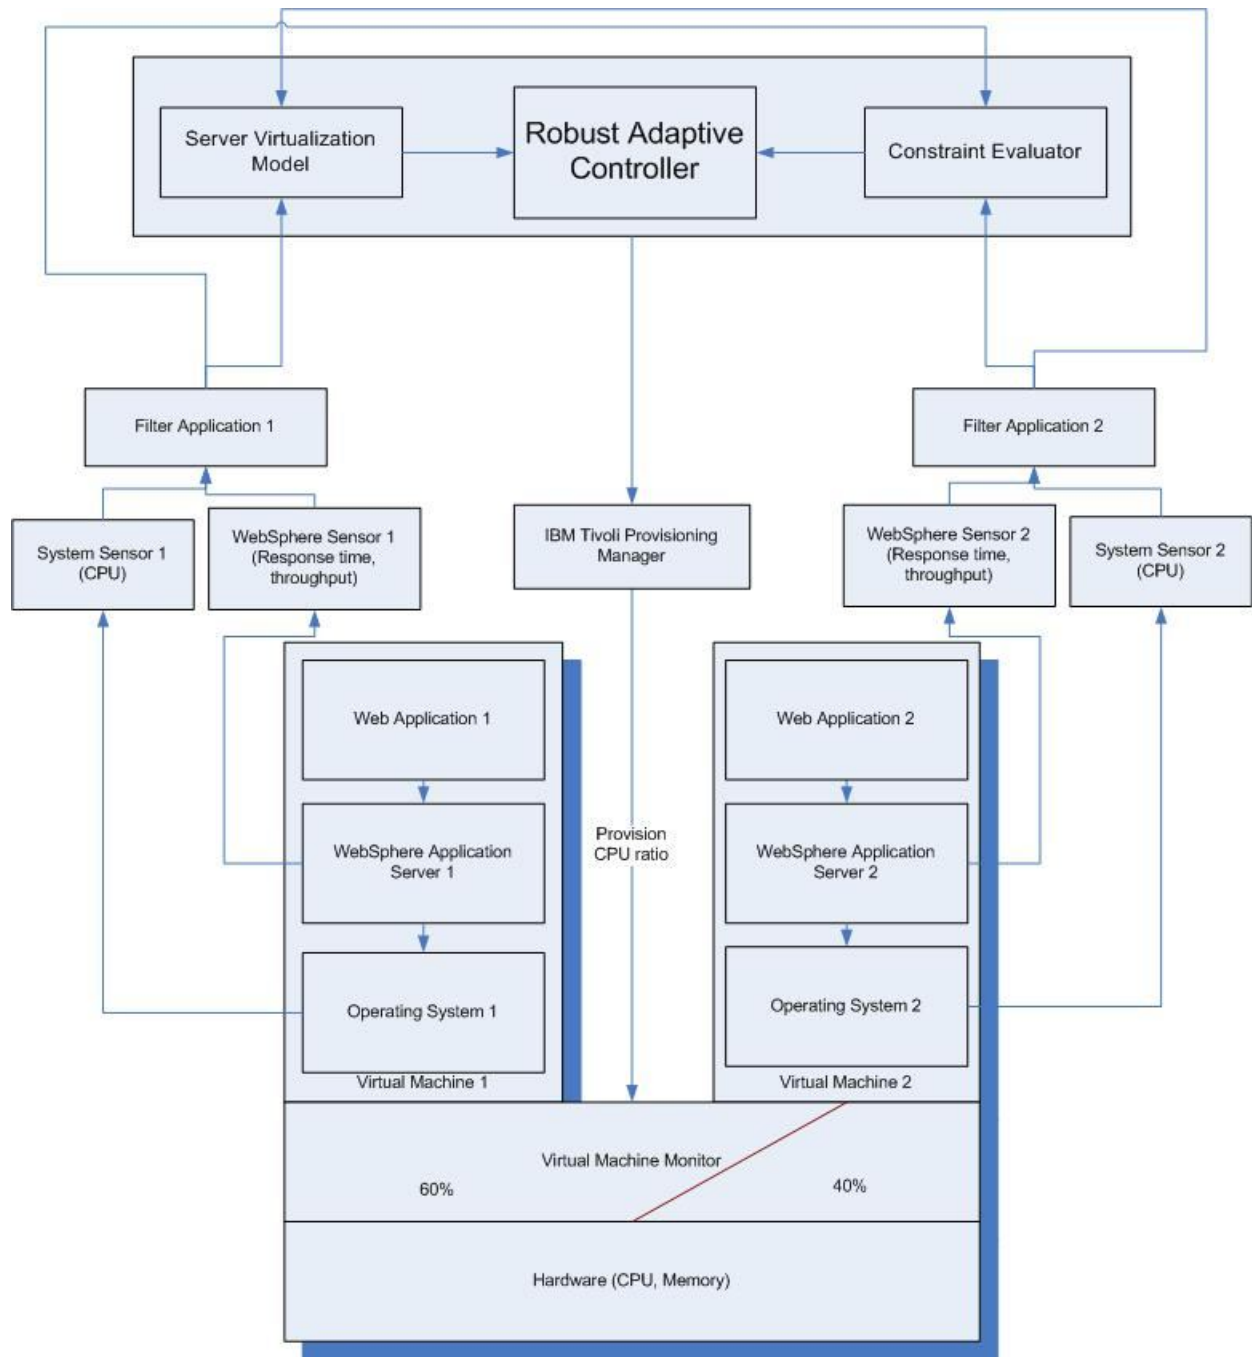 Server Virtualization
Model
Robust Adaptive
Controller
Constraint Evaluator
Filter Application 1
Filter Application 2
System Sensor 1
(CPU)
WebSphere Sensor 1
(Response time,
throughput)
IBM Tivoli Provisioning
Manager
WebSphere Sensor 2
(Response time,
throughput)
System Sensor 2
(CPU)
Web Application 1
Web Application 2
Provision
CPU ratio
WebSphere Application
Server 1
WebSphere Application
Server 2
Operating System 1
Operating System 2
Virtual Machine 1
Virtual Machine 2
Virtual Machine Monitor
60%
40%
Hardware (CPU, Memory)